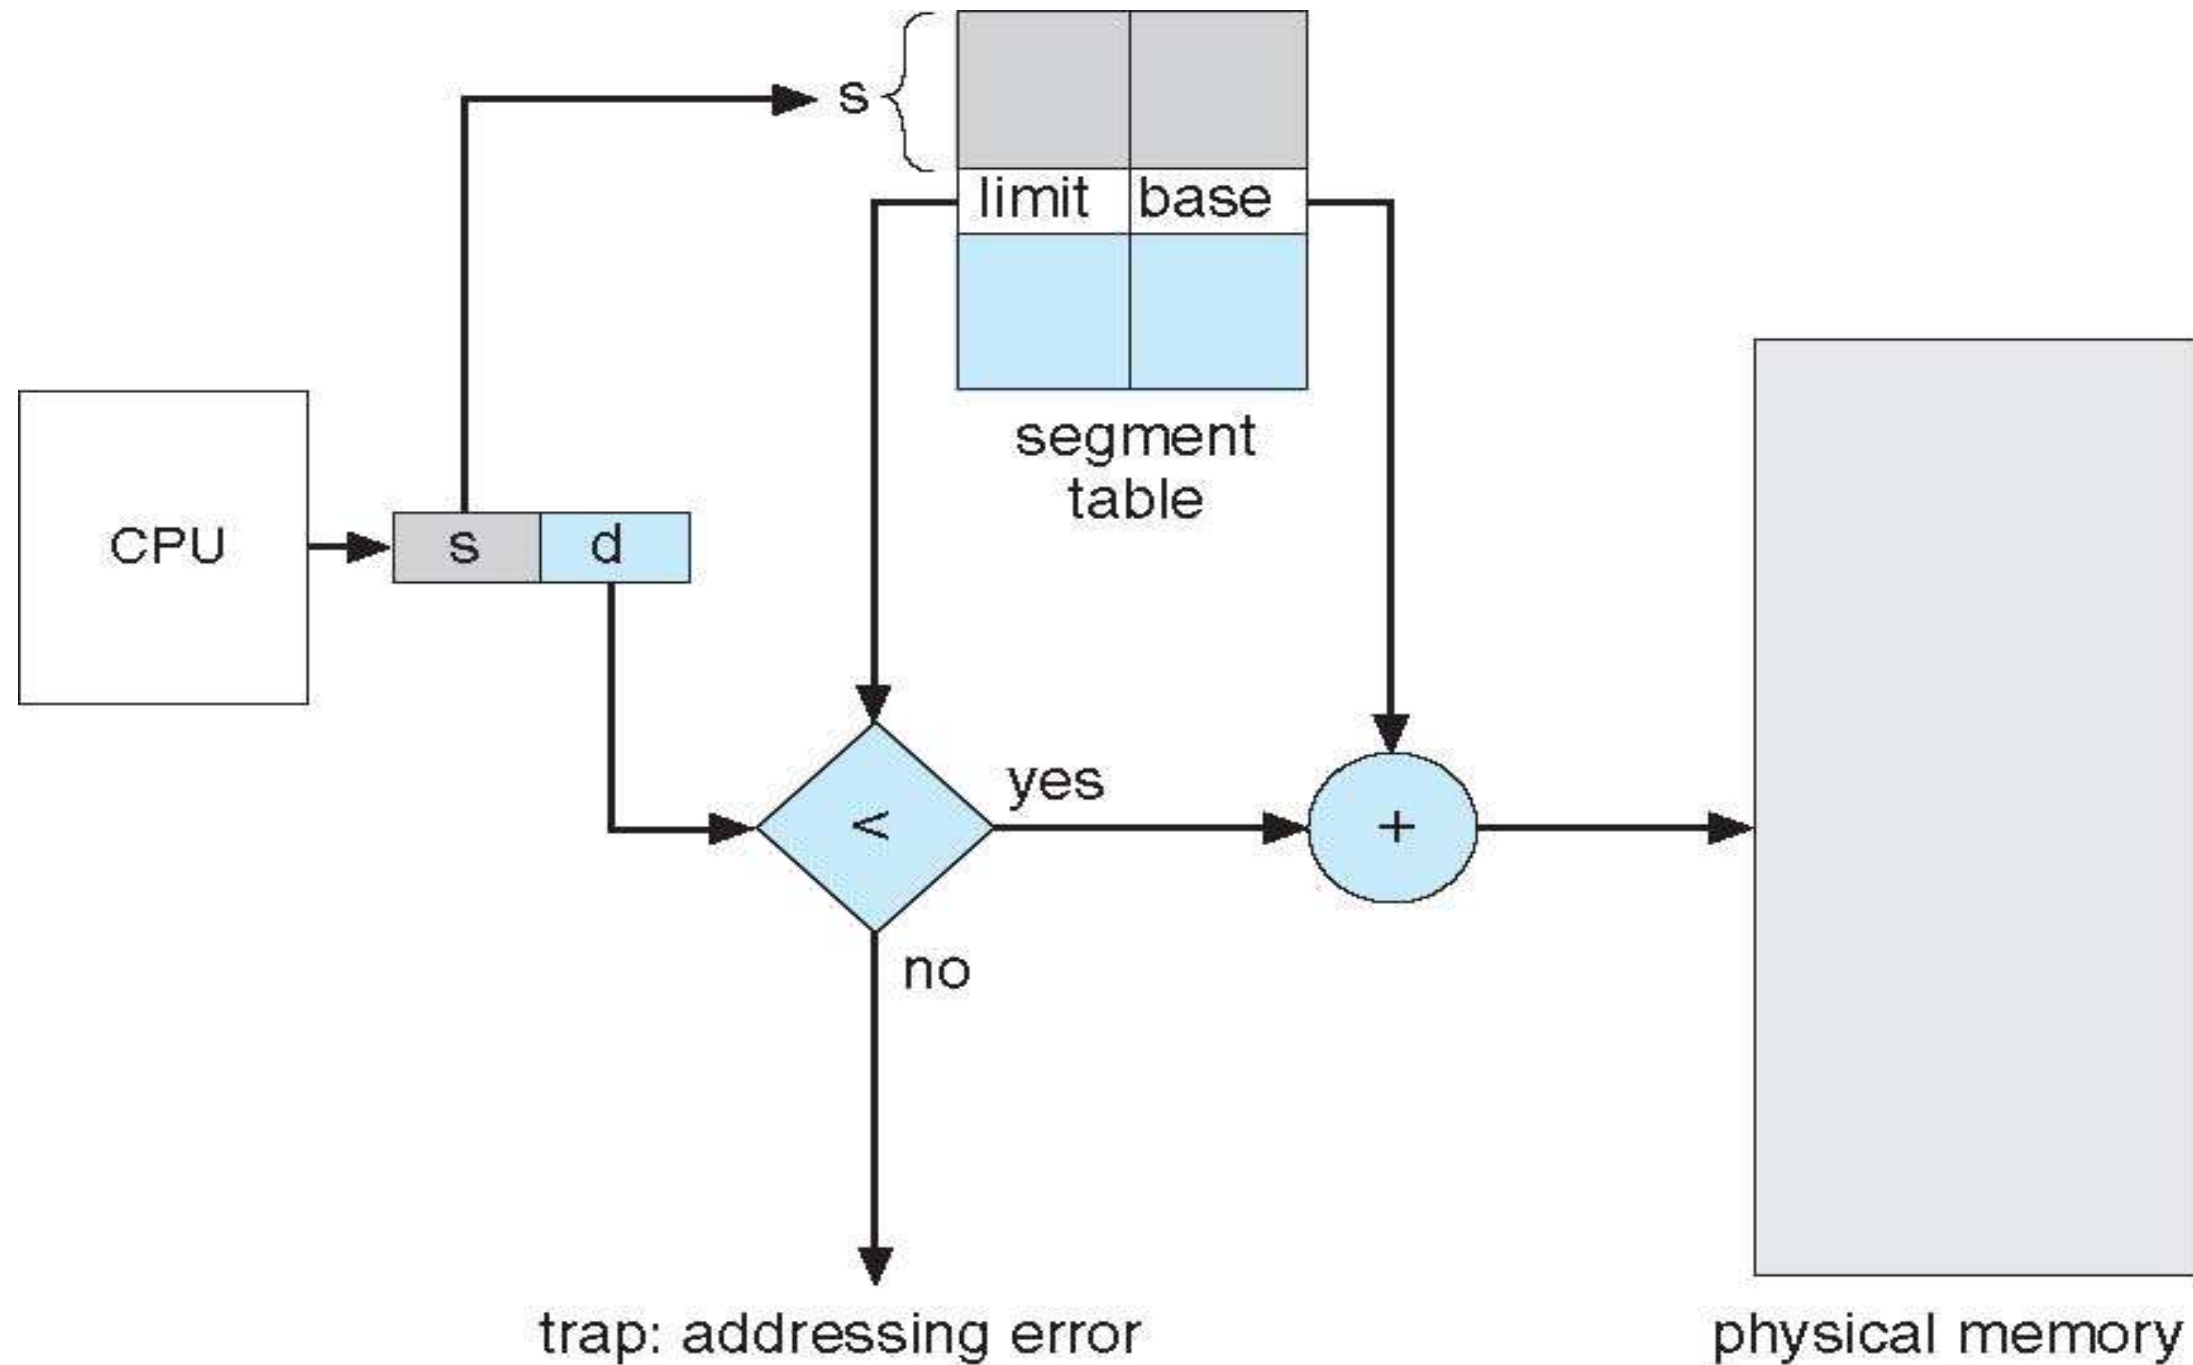 s
limit base
segment
table
CPU
s d
yes
<
+
no
trap: addressing error
physical memory